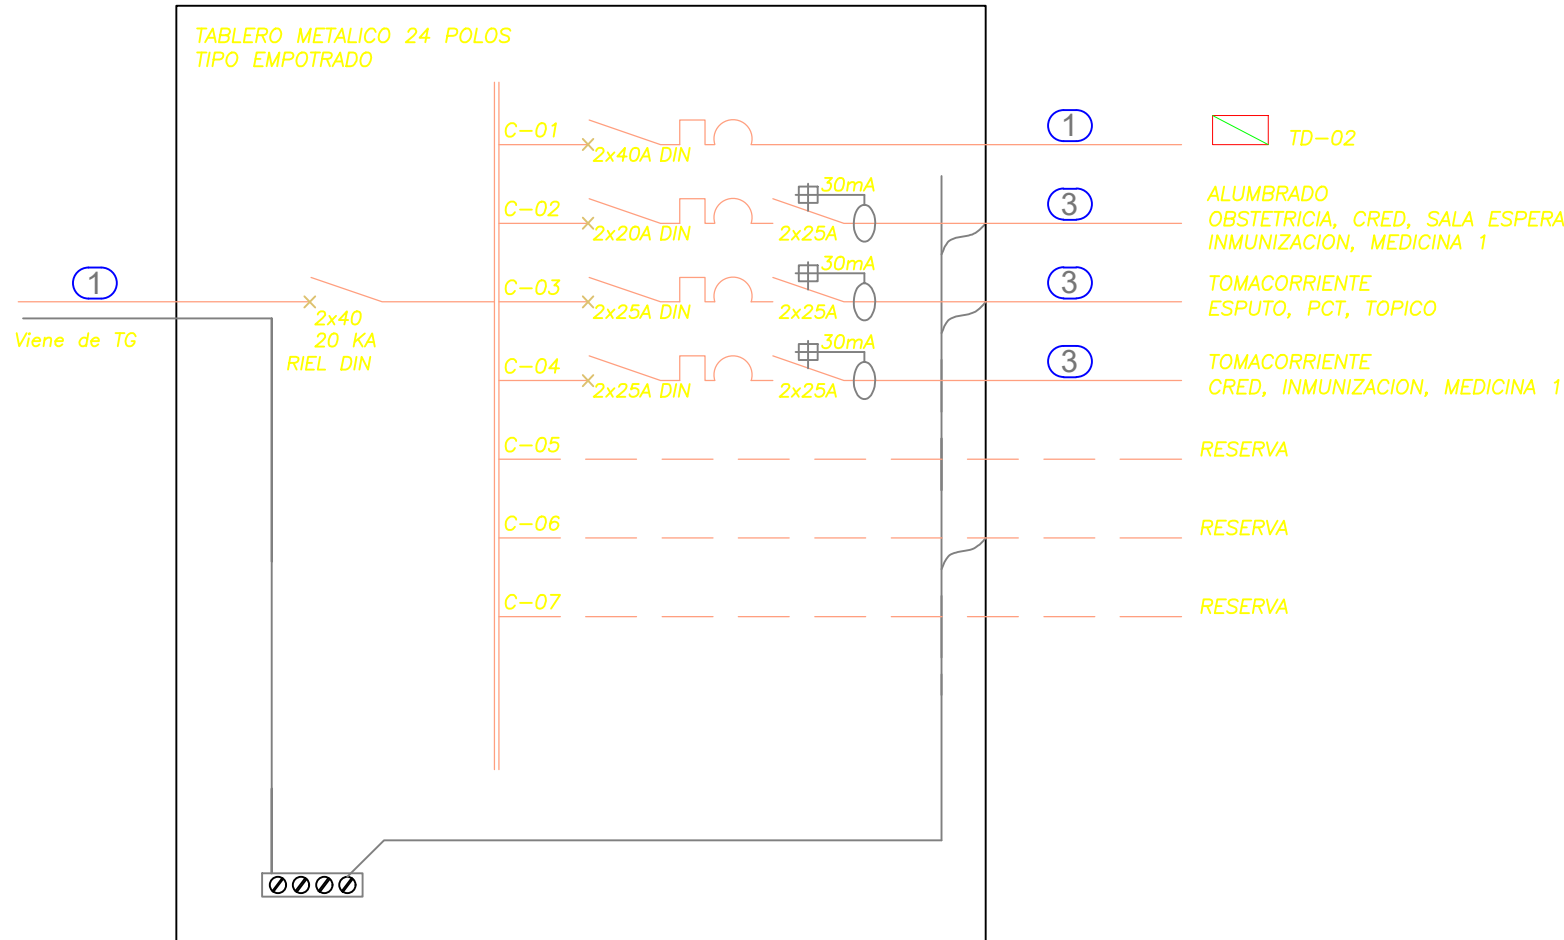 TABLERO METALICO 24 POLOS
TIPO EMPOTRADO
C-01
2x40A DIN
1
TD-02
C-02
2x20A DIN
30mA
2x25A
3
ALUMBRADO
OBSTETRICIA, CRED, SALA ESPERA
INMUNIZACION, MEDICINA 1
1
Viene de TG
2x40
20 KA
RIEL DIN
C-03
2x25A DIN
30mA
2x25A
3
TOMACORRIENTE
ESPUTO, PCT, TOPICO
C-04
2x25A DIN
30mA
2x25A
3
TOMACORRIENTE
CRED, INMUNIZACION, MEDICINA 1
C-05
RESERVA
C-06
RESERVA
C-07
RESERVA